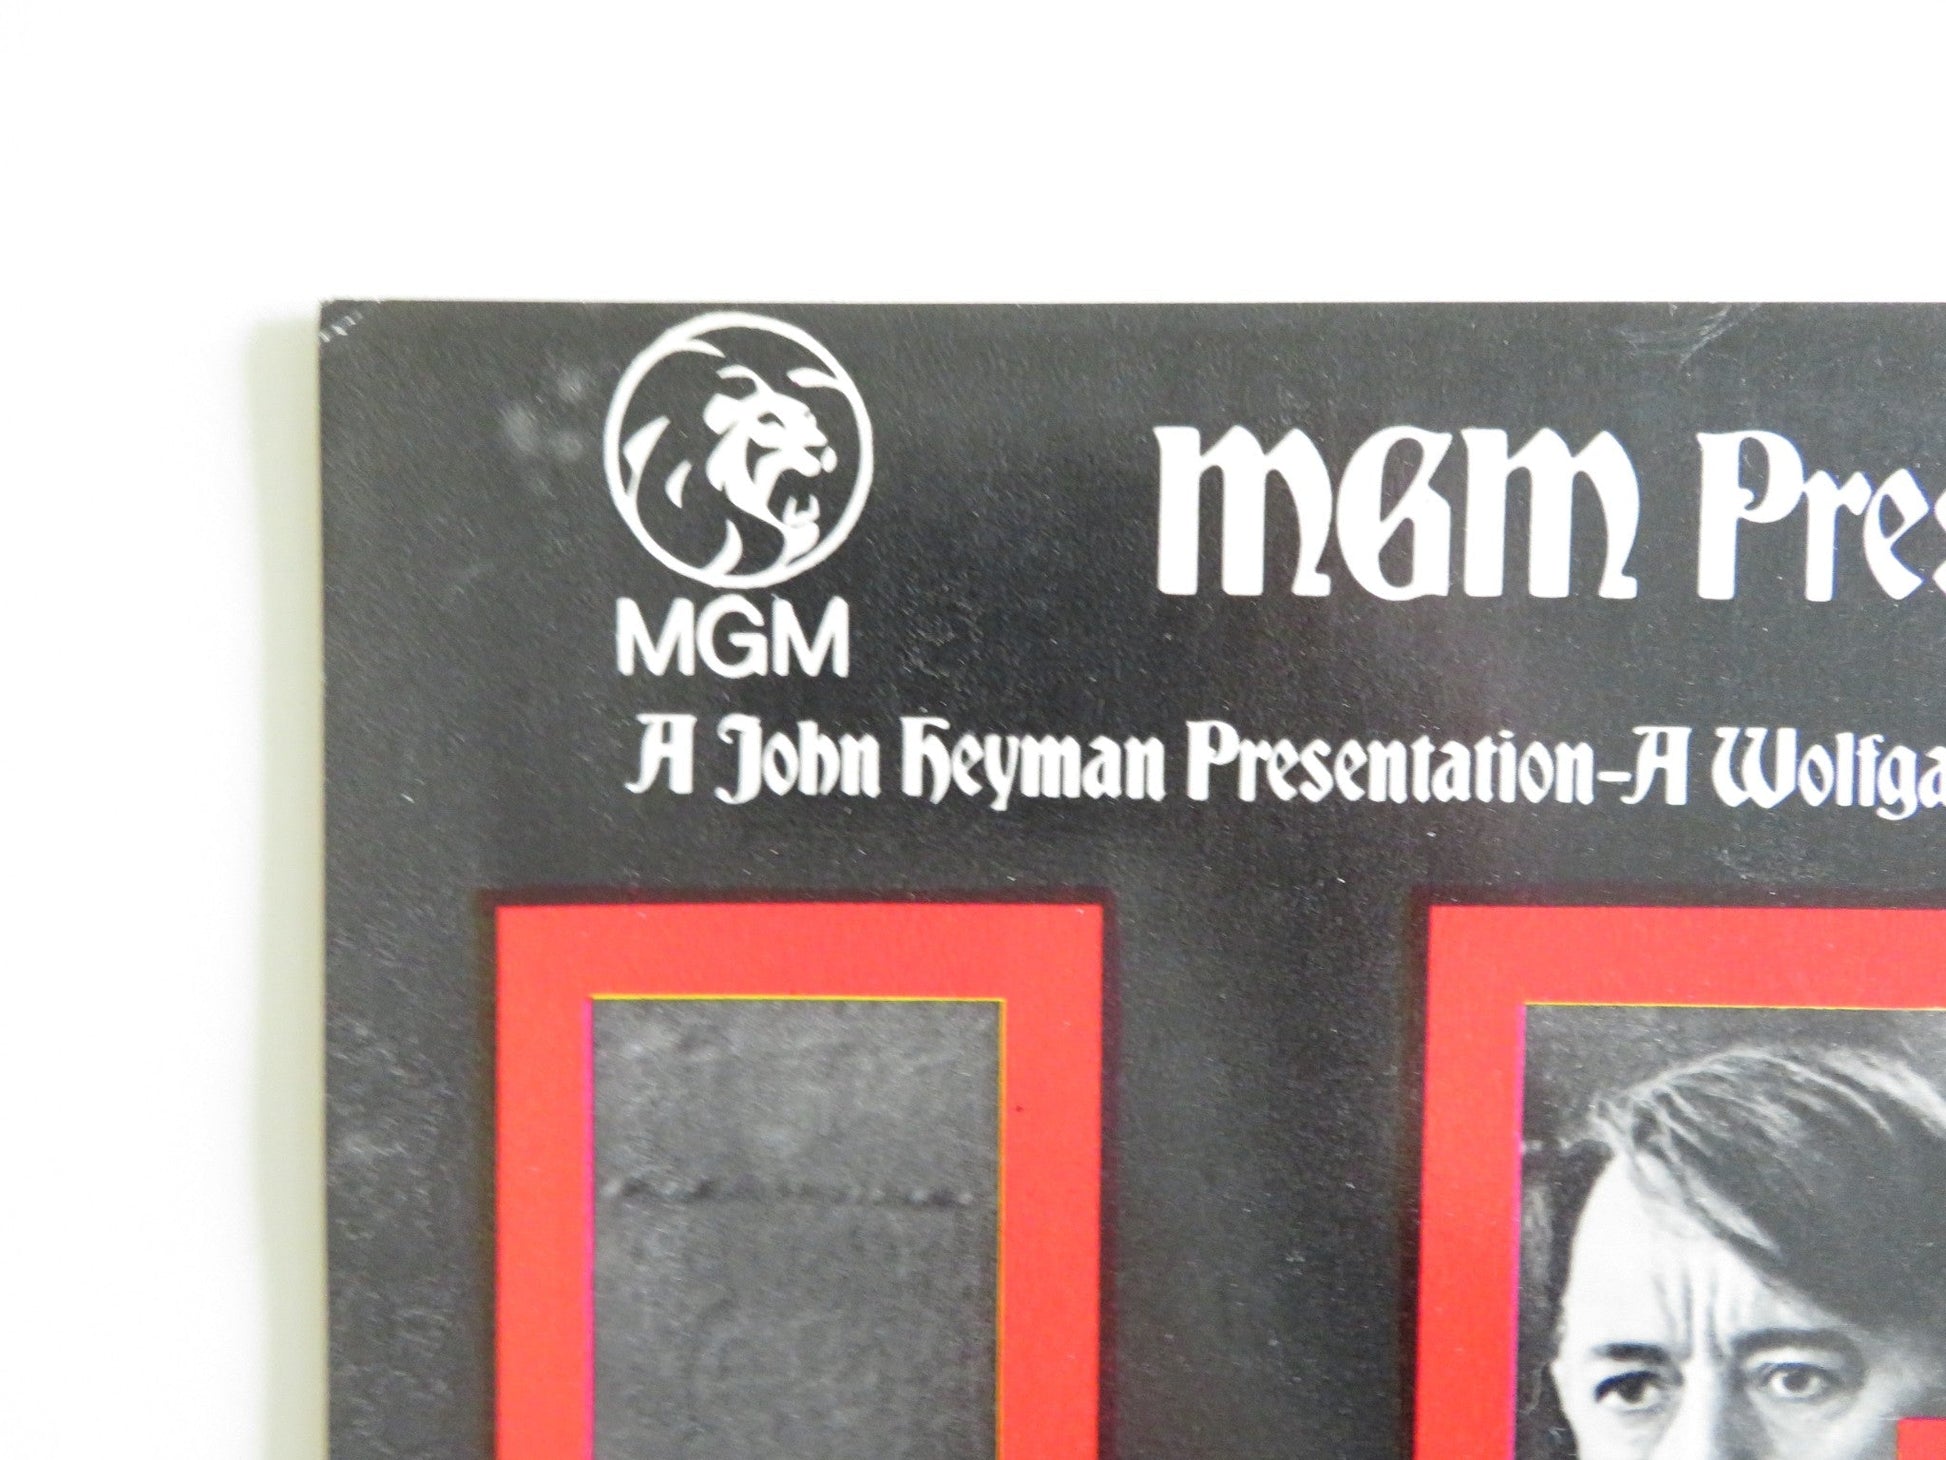 MGM Pres
MGM
A John Heyman Presentation-A Wolfga